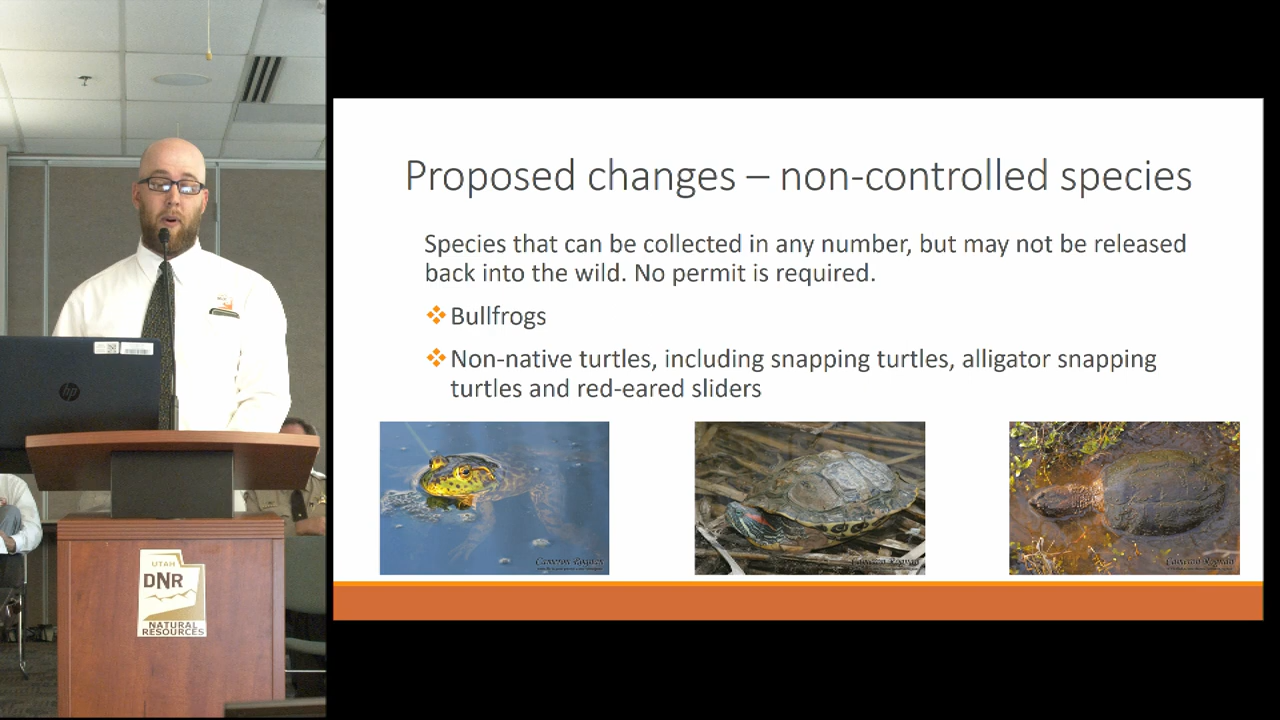 Proposed changes – non-controlled species
Species that can be collected in any number, but may not be released
back into the wild. No permit is required.
Bullfrogs
Non-native turtles, including snapping turtles, alligator snapping
turtles and red-eared sliders
hp
UTAH
DNR
NATURAL
RESOURCES